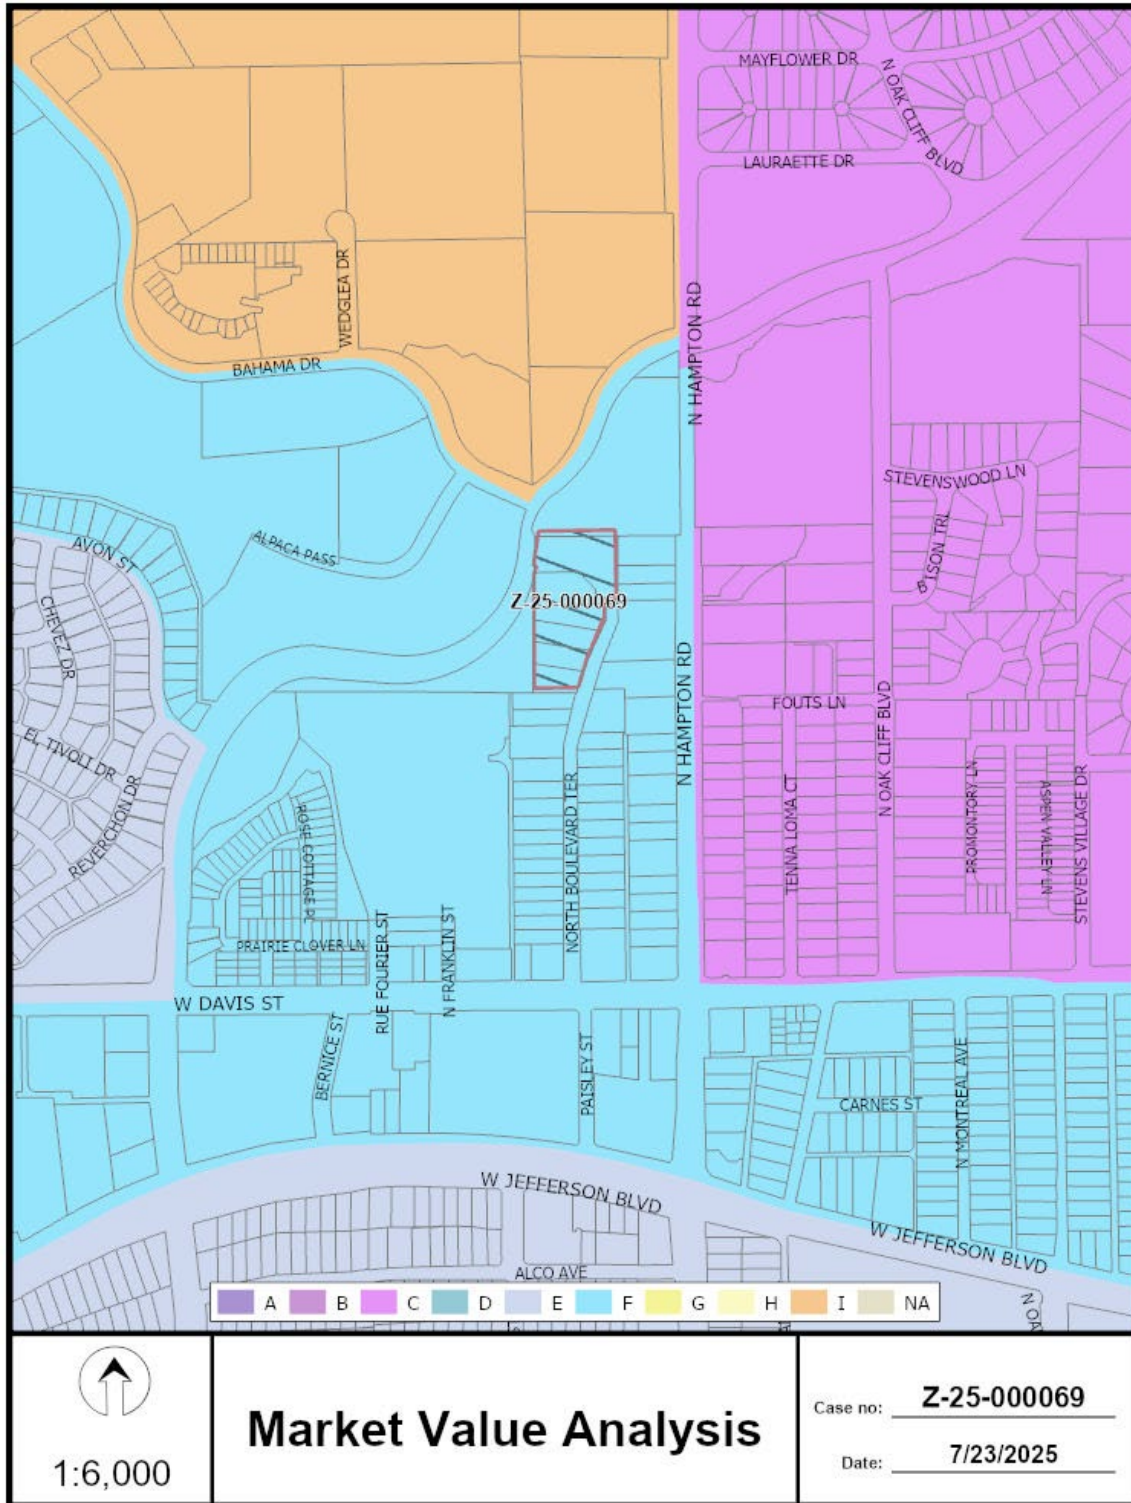 MAYFLOWER DR
N OAK CLIFF BLVD
LAURAETTE DR
WEDGLEA DR
N HAMPTON RD
BAHAMA DR
STEVENSWOOD LN
BISON TRL
AVON ST
ALPACA PASS
CHEVEZ DR
Z-25-000069
N HAMPTON RD
FOUTS LN
N OAK CLIFF BLVD
EL TIVOLI DR
REVERCHON DR
ROSE COTTAGE PL
NORTH BOULEVARD TER
TENNA LOMA CT
PROMONTORY LN
ASPEN VALLEY LN
STEVENS VILLAGE DR
PRAIRIE CLOVER LN
RUE FOURIER ST
N FRANKLIN ST
W DAVIS ST
BERNICE ST
PAISLEY ST
CARNES ST
N MONTREAL AVE
W JEFFERSON BLVD
W JEFFERSON BLVD
ALCO AVE
N OA
A B C D E F G H I NA
1:6,000
Market Value Analysis
Case no: Z-25-000069
Date: 7/23/2025